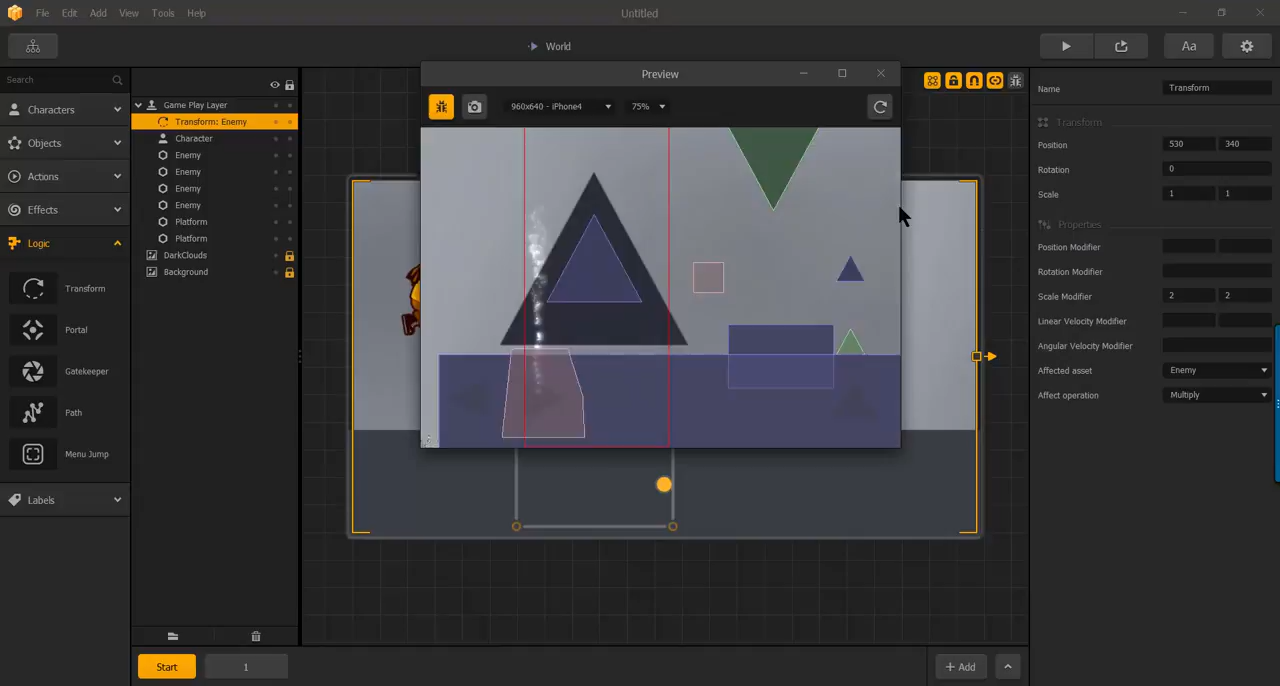 File Edit Add View Tools Help Untitled
World
Aa
Search
Characters
Objects
Actions
Effects
Logic
Transform
Portal
Gatekeeper
Path
Menu Jump
Labels
Game Play Layer
Transform: Enemy
Character
Enemy
Enemy
Enemy
Enemy
Platform
Platform
DarkClouds
Background
Start 1
Add
Preview
960x640 - iPhone4 75%
Name Transform
Transform
Position 530 340
Rotation 0
Scale 1 1
Properties
Position Modifier
Rotation Modifier
Scale Modifier 2 2
Linear Velocity Modifier
Angular Velocity Modifier
Affected asset Enemy
Affect operation Multiply